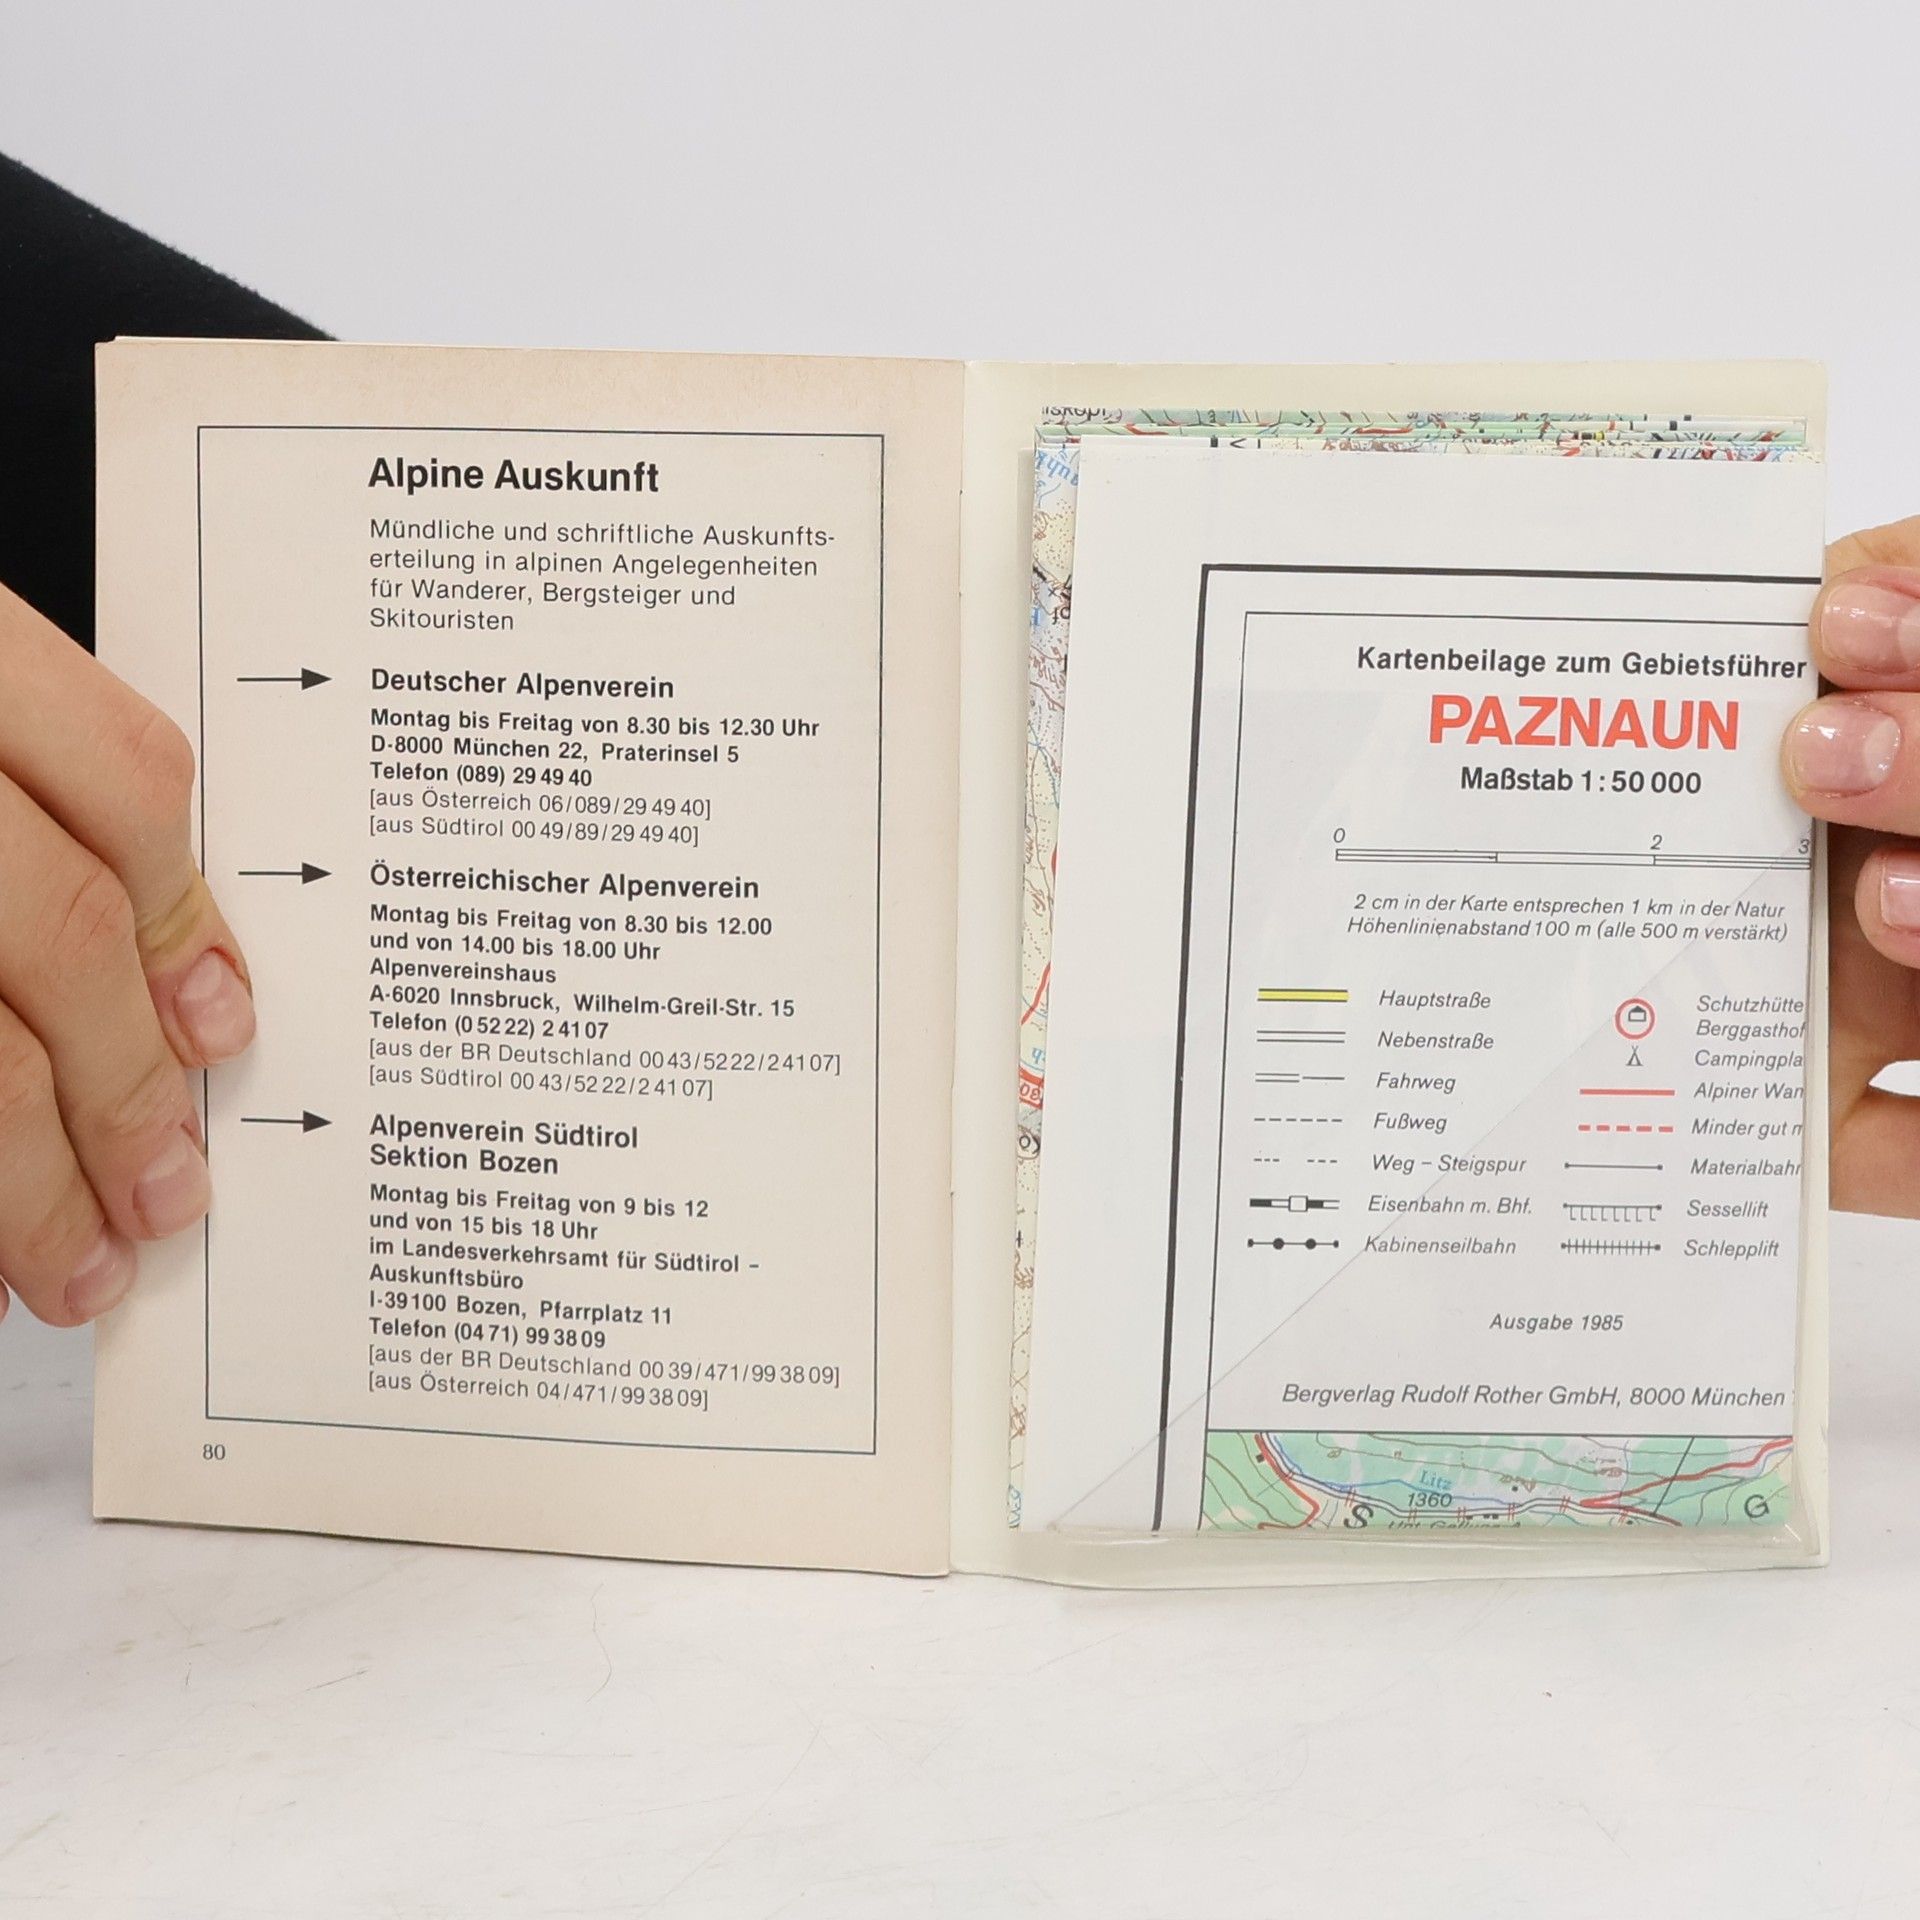 Alpine Auskunft
Mündliche und schriftliche Auskunfts-
erteilung in alpinen Angelegenheiten
für Wanderer, Bergsteiger und
Skitouristen
Deutscher Alpenverein
Montag bis Freitag von 8.30 bis 12.30 Uhr
D-8000 München 22, Praterinsel 5
Telefon (089) 29 49 40
[aus Österreich 06/089/29 49 40]
[aus Südtirol 00 49/89/29 49 40]
Österreichischer Alpenverein
Montag bis Freitag von 8.30 bis 12.00
und von 14.00 bis 18.00 Uhr
Alpenvereinshaus
A-6020 Innsbruck, Wilhelm-Greil-Str. 15
Telefon (0 52 22) 2 41 07
[aus der BR Deutschland 00 43/52 22/2 41 07]
[aus Südtirol 00 43/52 22/2 41 07]
Alpenverein Südtirol
Sektion Bozen
Montag bis Freitag von 9 bis 12
und von 15 bis 18 Uhr
im Landesverkehrsamt für Südtirol –
Auskunftsbüro
I-39100 Bozen, Pfarrplatz 11
Telefon (04 71) 99 38 09
[aus der BR Deutschland 00 39/471/99 38 09]
[aus Österreich 04/471/99 38 09]
80
Kartenbeilage zum Gebietsführer
PAZNAUN
Maßstab 1:50 000
0 2 3
2 cm in der Karte entsprechen 1 km in der Natur
Höhenlinienabstand 100 m (alle 500 m verstärkt)
Hauptstraße
Nebenstraße
Fahrweg
Fußweg
Weg – Steigspur
Eisenbahn m. Bhf.
Kabinenseilbahn
Schutzhütte
Berggasthof
Campingpla
Alpiner Wan
Minder gut
Materialbah
Sessellift
Schlepplift
Ausgabe 1985
Bergverlag Rudolf Rother GmbH, 8000 München
Litz
1360
S
G